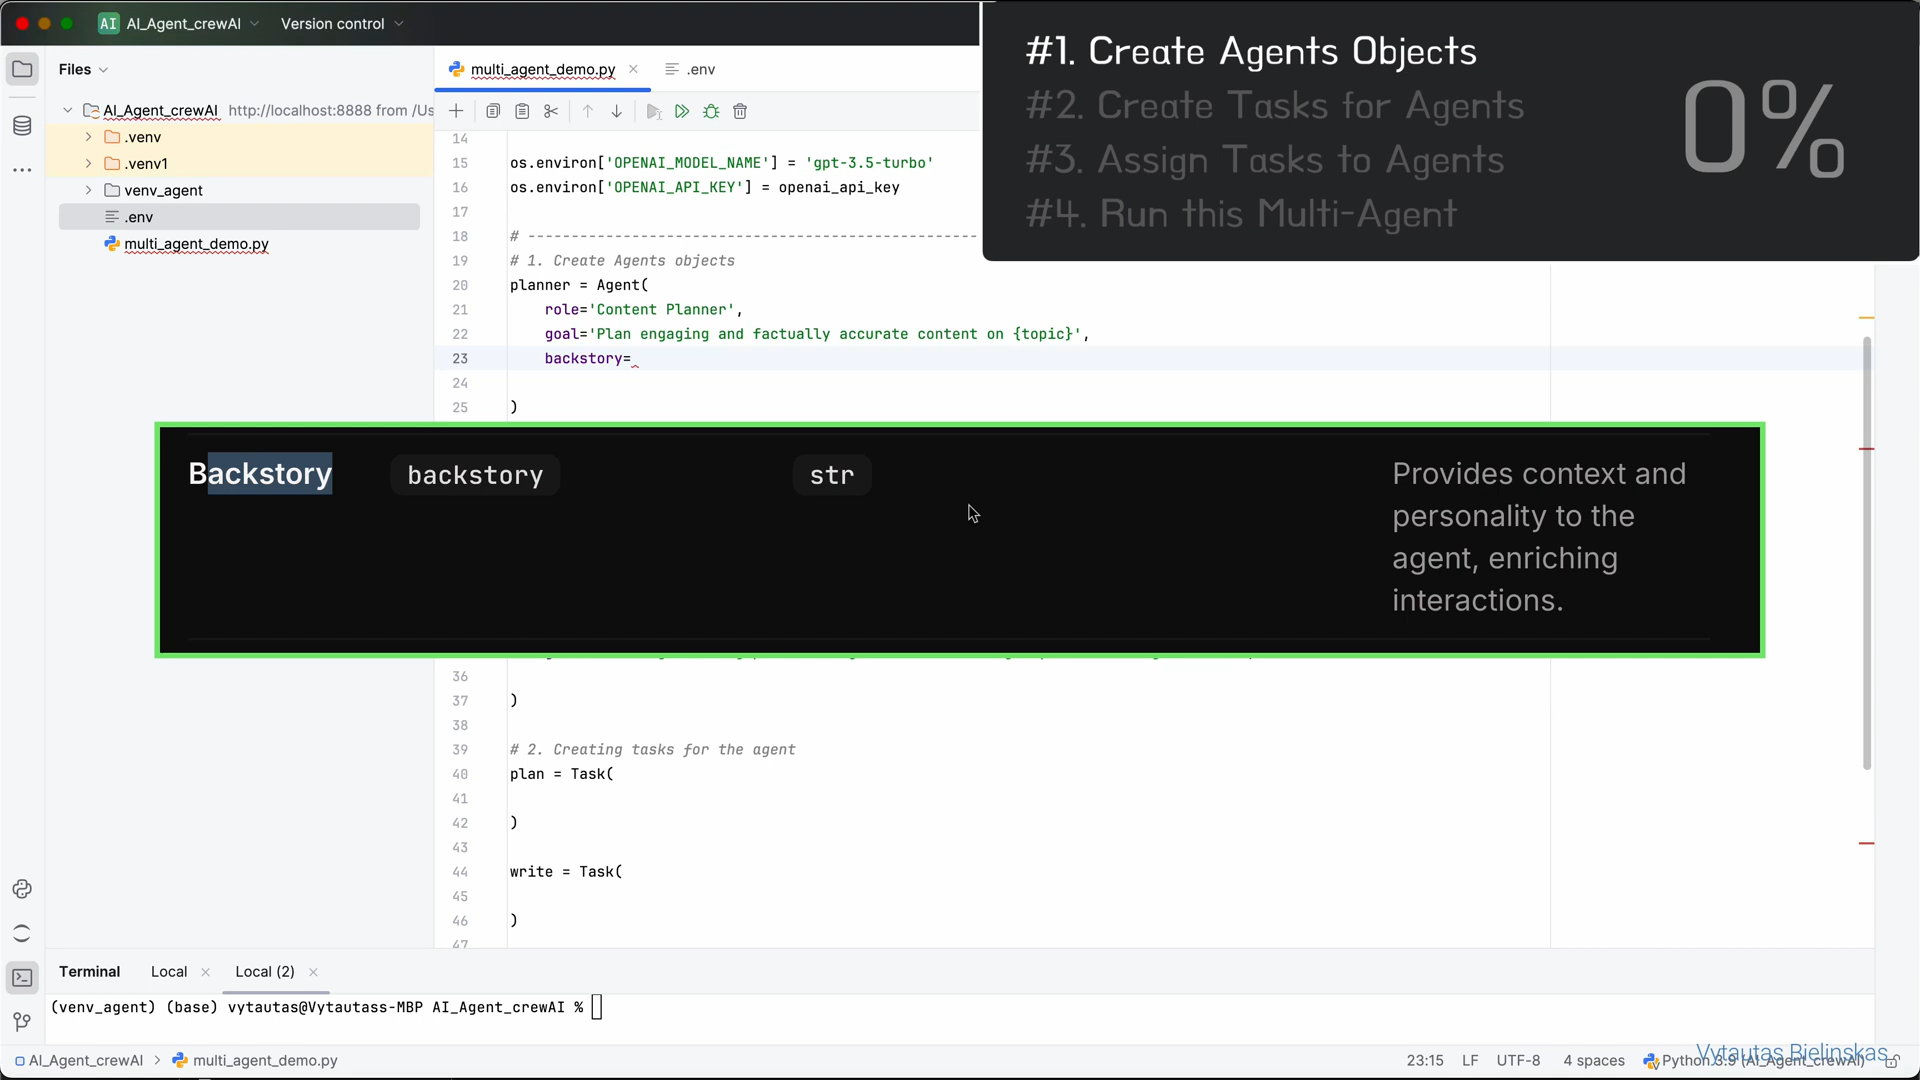 AI AI_Agent_crewAI Version control
#1. Create Agents Objects
#2. Create Tasks for Agents
#3. Assign Tasks to Agents
#4. Run this Multi-Agent
0%
Files
AI_Agent_crewAI http://localhost:8888 from /Us
.venv
.venv1
venv_agent
.env
multi_agent_demo.py
multi_agent_demo.py .env
14
15 os.environ['OPENAI_MODEL_NAME'] = 'gpt-3.5-turbo'
16 os.environ['OPENAI_API_KEY'] = openai_api_key
17
18 # ----------------------------------------------------
19 # 1. Create Agents objects
20 planner = Agent(
21 role='Content Planner',
22 goal='Plan engaging and factually accurate content on {topic}',
23 backstory=
24
25 )
Backstory backstory str Provides context and
personality to the
agent, enriching
interactions.
36
37 )
38
39 # 2. Creating tasks for the agent
40 plan = Task(
41
42 )
43
44 write = Task(
45
46 )
47
Terminal Local Local (2)
(venv_agent) (base) vytautas@Vytautass-MBP AI_Agent_crewAI %
AI_Agent_crewAI > multi_agent_demo.py
23:15 LF UTF-8 4 spaces Python 3.9 (AI_Agent_crewAI)
Vytautas Bielinskas